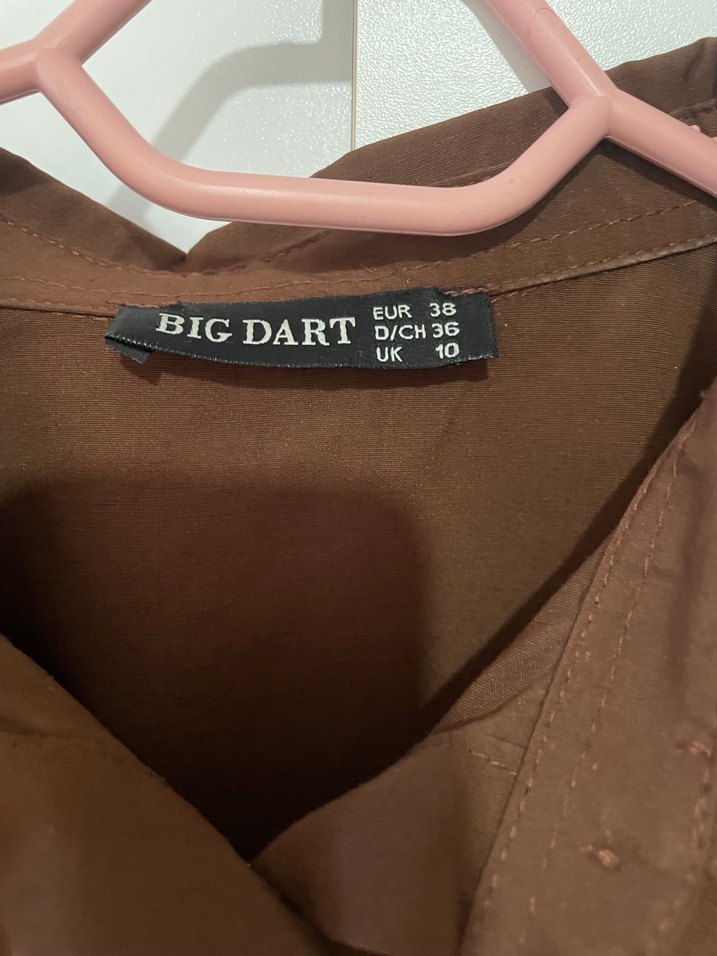 BIG DART
EUR 38
D/CH 36
UK 10